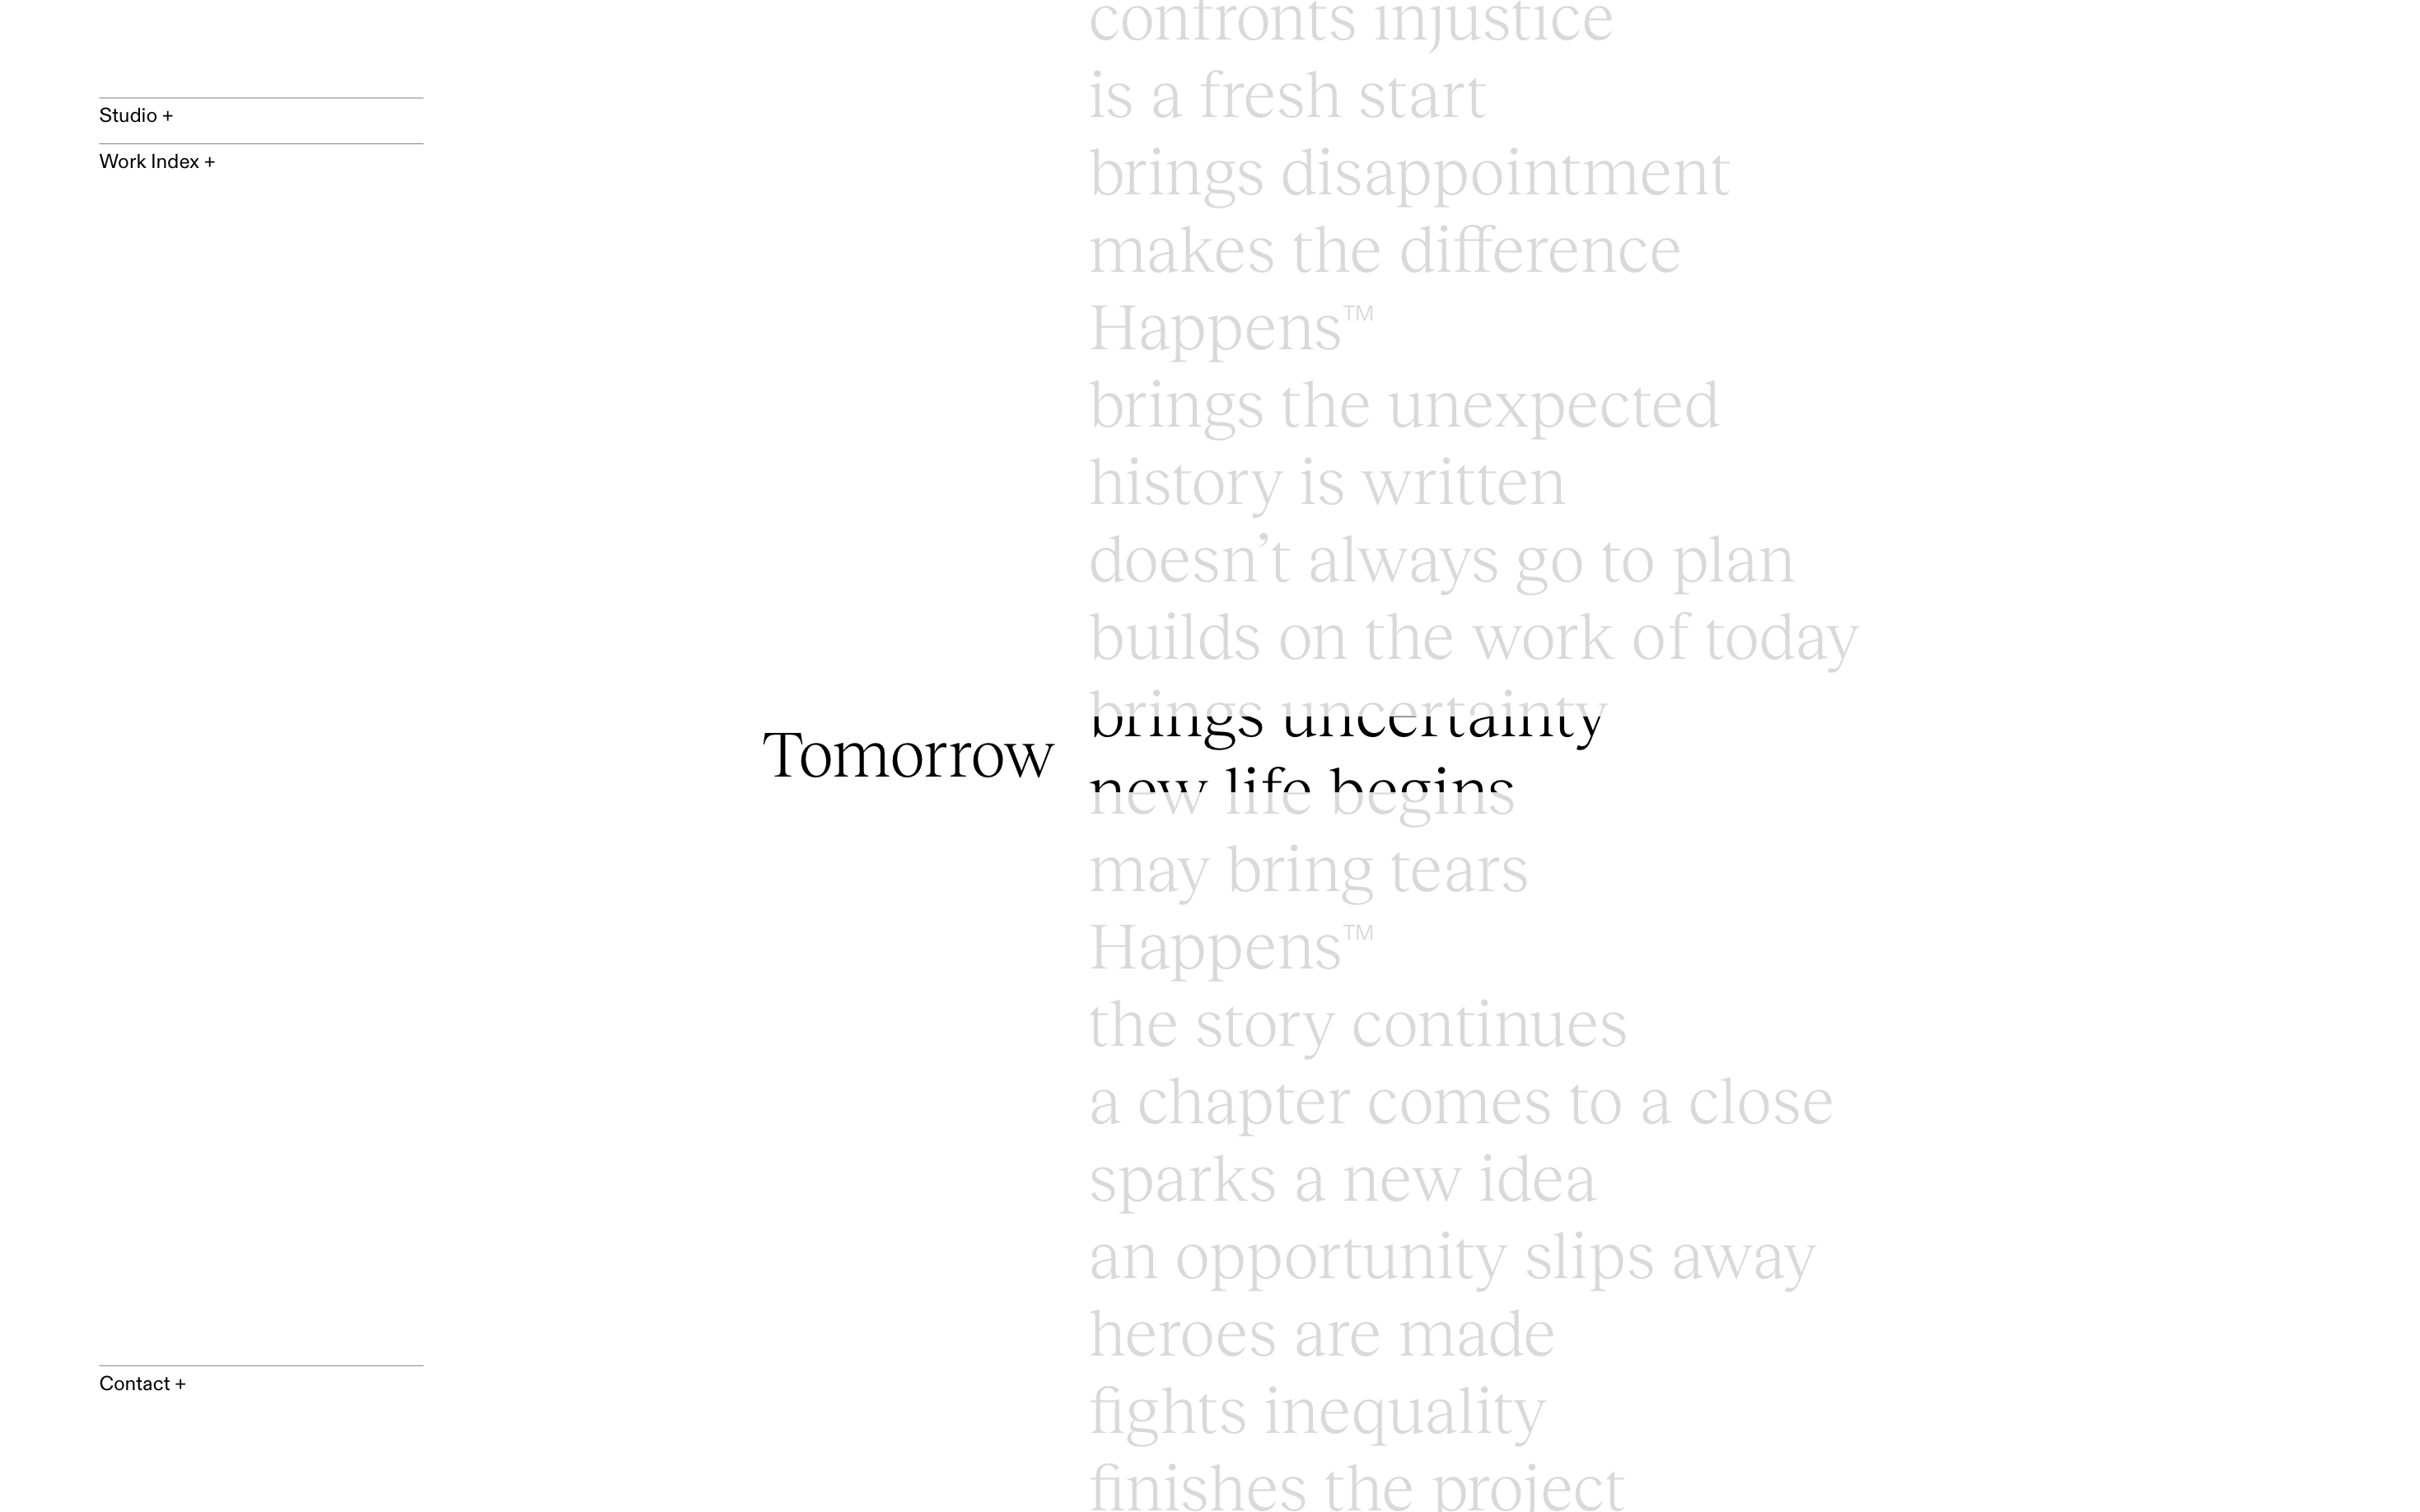 Studio +
Work Index +
Contact +
Tomorrow
confronts injustice
is a fresh start
brings disappointment
makes the difference
Happens™
brings the unexpected
history is written
doesn’t always go to plan
builds on the work of today
brings uncertainty
new life begins
may bring tears
Happens™
the story continues
a chapter comes to a close
sparks a new idea
an opportunity slips away
heroes are made
fights inequality
finishes the project